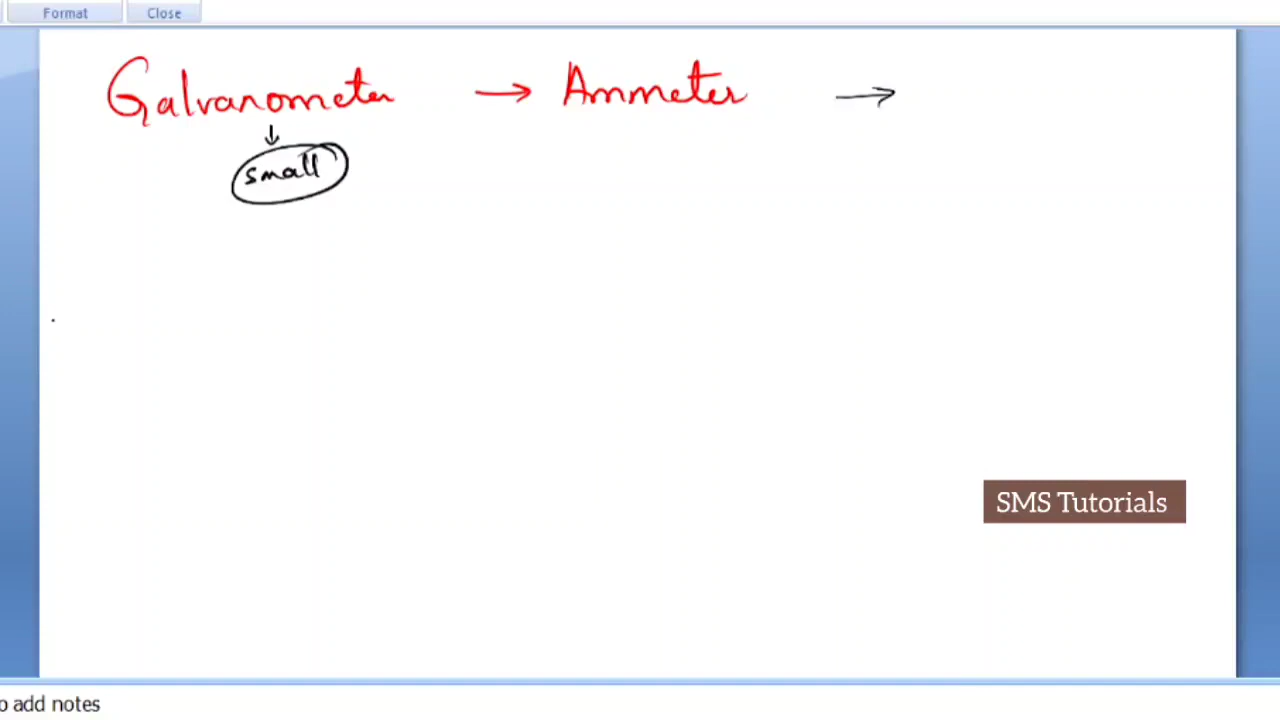 Format Close
Galvanometer → Ammeter →
↓
small
SMS Tutorials
o add notes